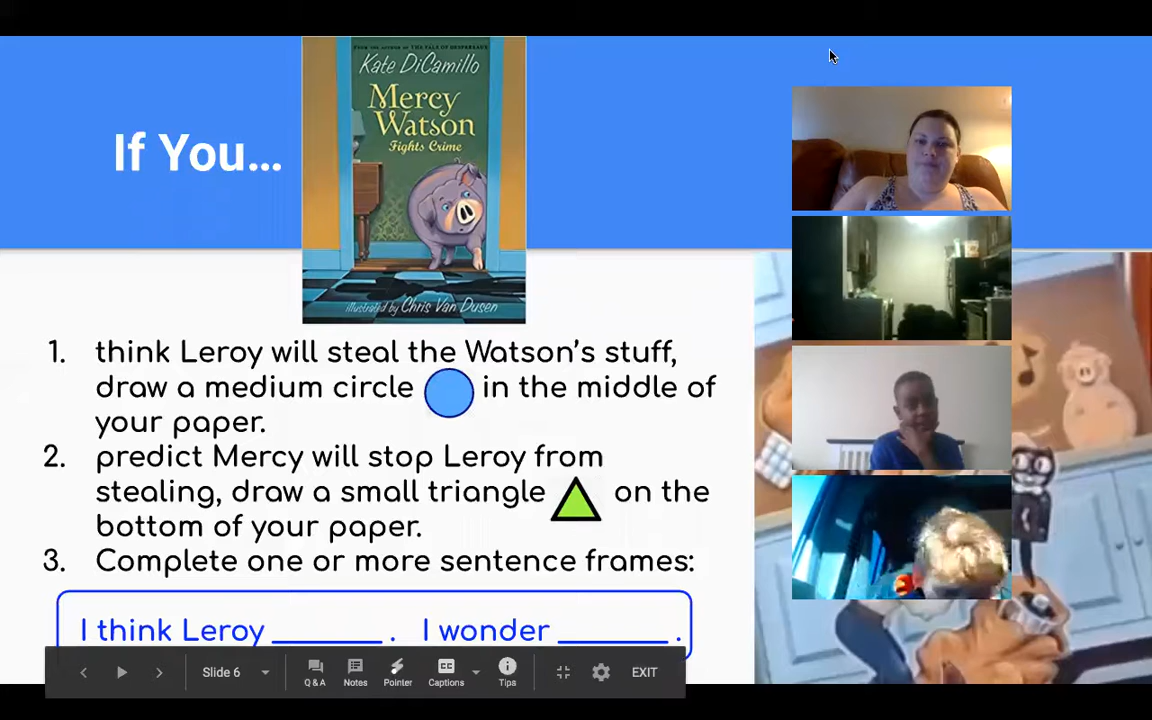 FROM THE AUTHOR OF THE TALE OF DESPEREAUX
Kate DiCamillo
Mercy
Watson
Fights Crime
illustrated by Chris Van Dusen
If You...
1. think Leroy will steal the Watson's stuff,
draw a medium circle in the middle of
your paper.
2. predict Mercy will stop Leroy from
stealing, draw a small triangle on the
bottom of your paper.
3. Complete one or more sentence frames:
I think Leroy _______ . I wonder _______ .
Slide 6
Q & A
Notes
Pointer
CC
Captions
Tips
EXIT